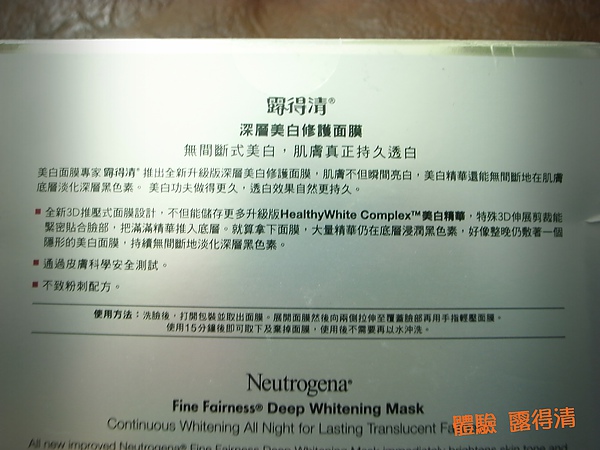 露得清®
深層美白修護面膜
無間斷式美白，肌膚真正持久透白
美白面膜專家 露得清® 推出全新升級版深層美白修護面膜，肌膚不但瞬間亮白，美白精華還能無間斷地在肌膚
底層淡化深層黑色素。 美白功夫做得更久，透白效果自然更持久。
■ 全新3D推壓式面膜設計，不但能儲存更多升級版HealthyWhite Complex™美白精華，特殊3D伸展剪裁能
緊密貼合臉部，把滿滿精華推入底層。就算拿下面膜，大量精華仍在底層浸潤黑色素，好像整晚仍敷著一個
隱形的美白面膜，持續無間斷地淡化深層黑色素。
■ 通過皮膚科學安全測試。
■ 不致粉刺配方。
使用方法：洗臉後，打開包裝並取出面膜。展開面膜然後向兩側拉伸至覆蓋臉部再用手指輕壓面膜。
使用15分鐘後即可取下及棄掉面膜，使用後不需要再以水沖洗。
Neutrogena®
Fine Fairness® Deep Whitening Mask
Continuous Whitening All Night for Lasting Translucent
體驗 露得清
All new improved Neutrogena® Fine Fairness Deep Whitening Mask immediately brightens skin tone and